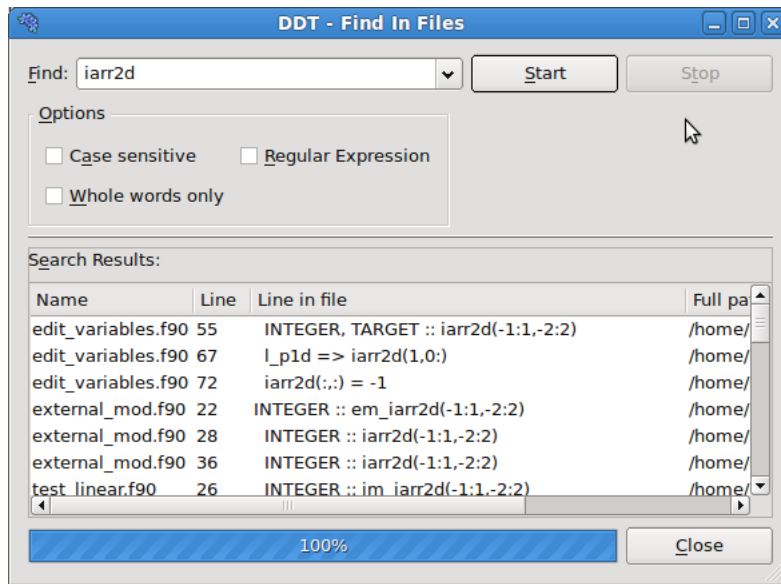 DDT - Find In Files
Find: iarr2d Start Stop
Options
Case sensitive Regular Expression
Whole words only
Search Results:
Name Line Line in file Full pa
edit_variables.f90 55 INTEGER, TARGET :: iarr2d(-1:1,-2:2) /home/
edit_variables.f90 67 l_p1d => iarr2d(1,0:) /home/
edit_variables.f90 72 iarr2d(:,:) = -1 /home/
external_mod.f90 22 INTEGER :: em_iarr2d(-1:1,-2:2) /home/
external_mod.f90 28 INTEGER :: iarr2d(-1:1,-2:2) /home/
external_mod.f90 36 INTEGER :: iarr2d(-1:1,-2:2) /home/
test_linear.f90 26 INTEGER :: im_iarr2d(-1:1,-2:2) /home/
100% Close